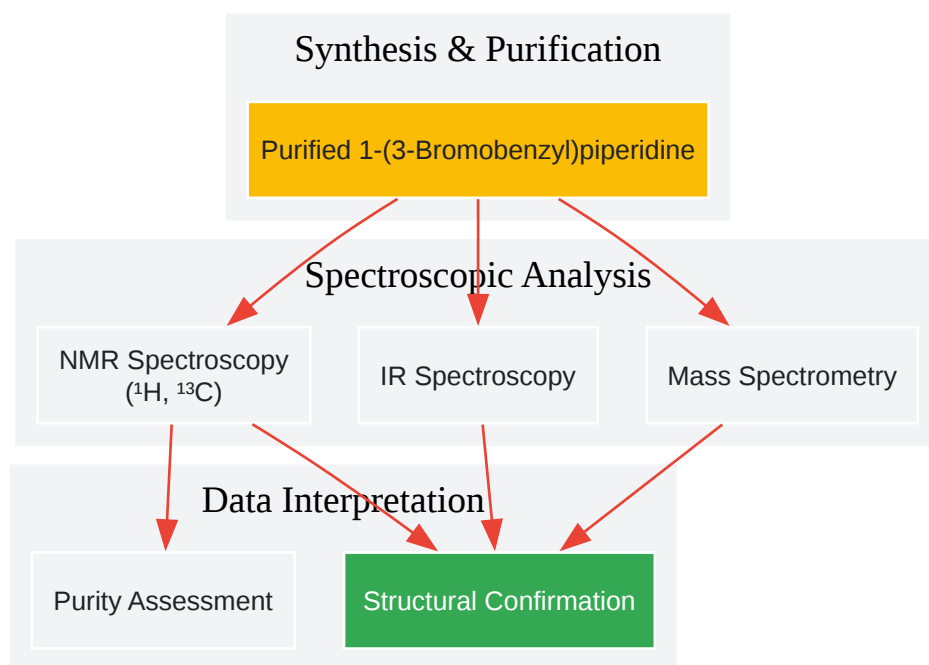 Synthesis & Purification
Purified 1-(3-Bromobenzyl)piperidine
Spectroscopic Analysis
NMR Spectroscopy
(¹H, ¹³C)
IR Spectroscopy
Mass Spectrometry
Data Interpretation
Purity Assessment
Structural Confirmation